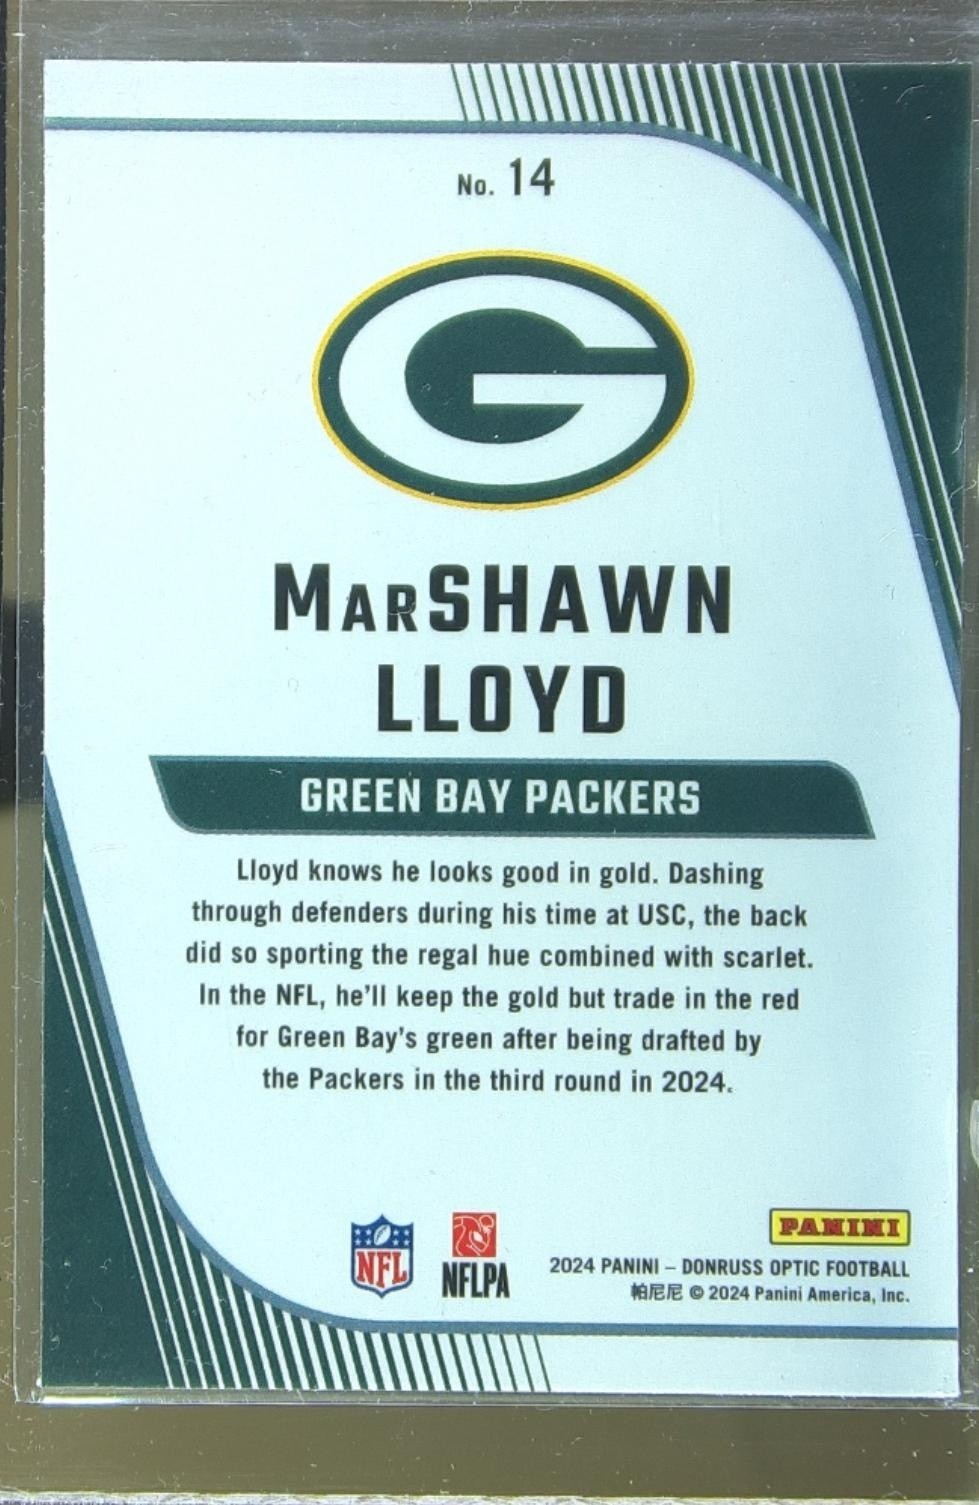 No. 14
G
MARSHAWN
LLOYD
GREEN BAY PACKERS
Lloyd knows he looks good in gold. Dashing
through defenders during his time at USC, the back
did so sporting the regal hue combined with scarlet.
In the NFL, he'll keep the gold but trade in the red
for Green Bay's green after being drafted by
the Packers in the third round in 2024.
NFL
NFLPA
PANINI
2024 PANINI – DONRUSS OPTIC FOOTBALL
帕尼尼 © 2024 Panini America, Inc.